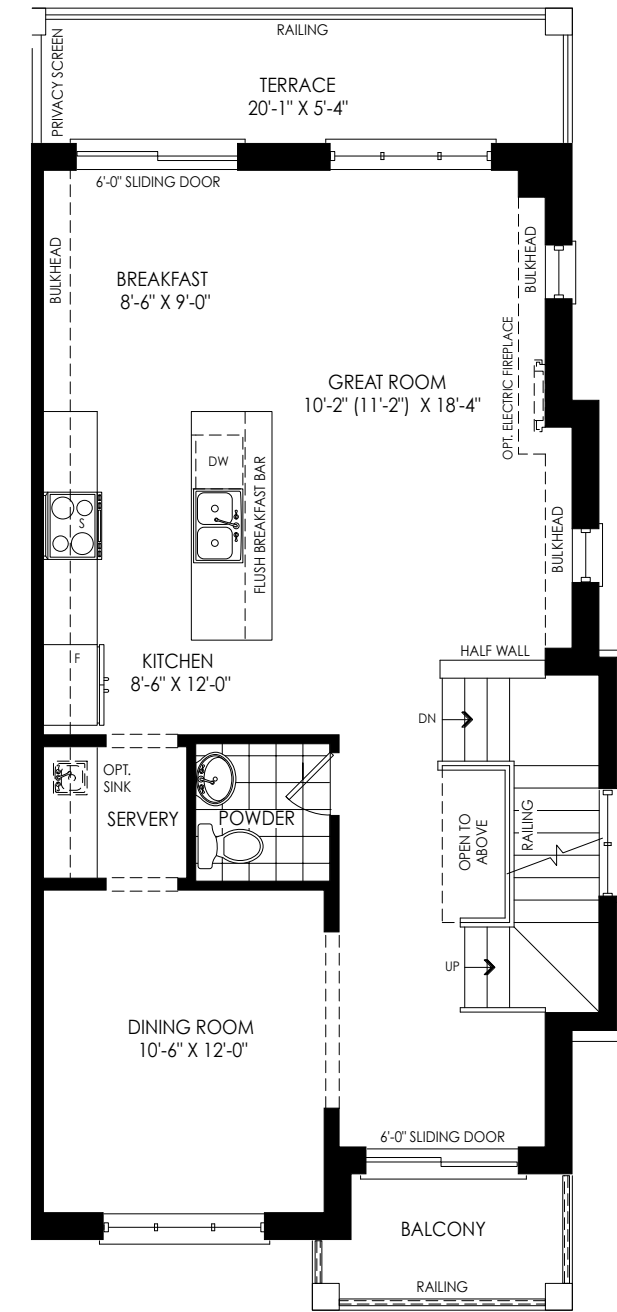 RAILING
PRIVACY SCREEN
TERRACE
20'-1" X 5'-4"
6'-0" SLIDING DOOR
BULKHEAD
BULKHEAD
BREAKFAST
8'-6" X 9'-0"
OPT. ELECTRIC FIREPLACE
GREAT ROOM
10'-2" (11'-2") X 18'-4"
DW
FLUSH BREAKFAST BAR
S
BULKHEAD
F
KITCHEN
8'-6" X 12'-0"
HALF WALL
DN
OPT.
SINK
SERVERY
POWDER
OPEN TO
ABOVE
RAILING
UP
DINING ROOM
10'-6" X 12'-0"
6'-0" SLIDING DOOR
BALCONY
RAILING